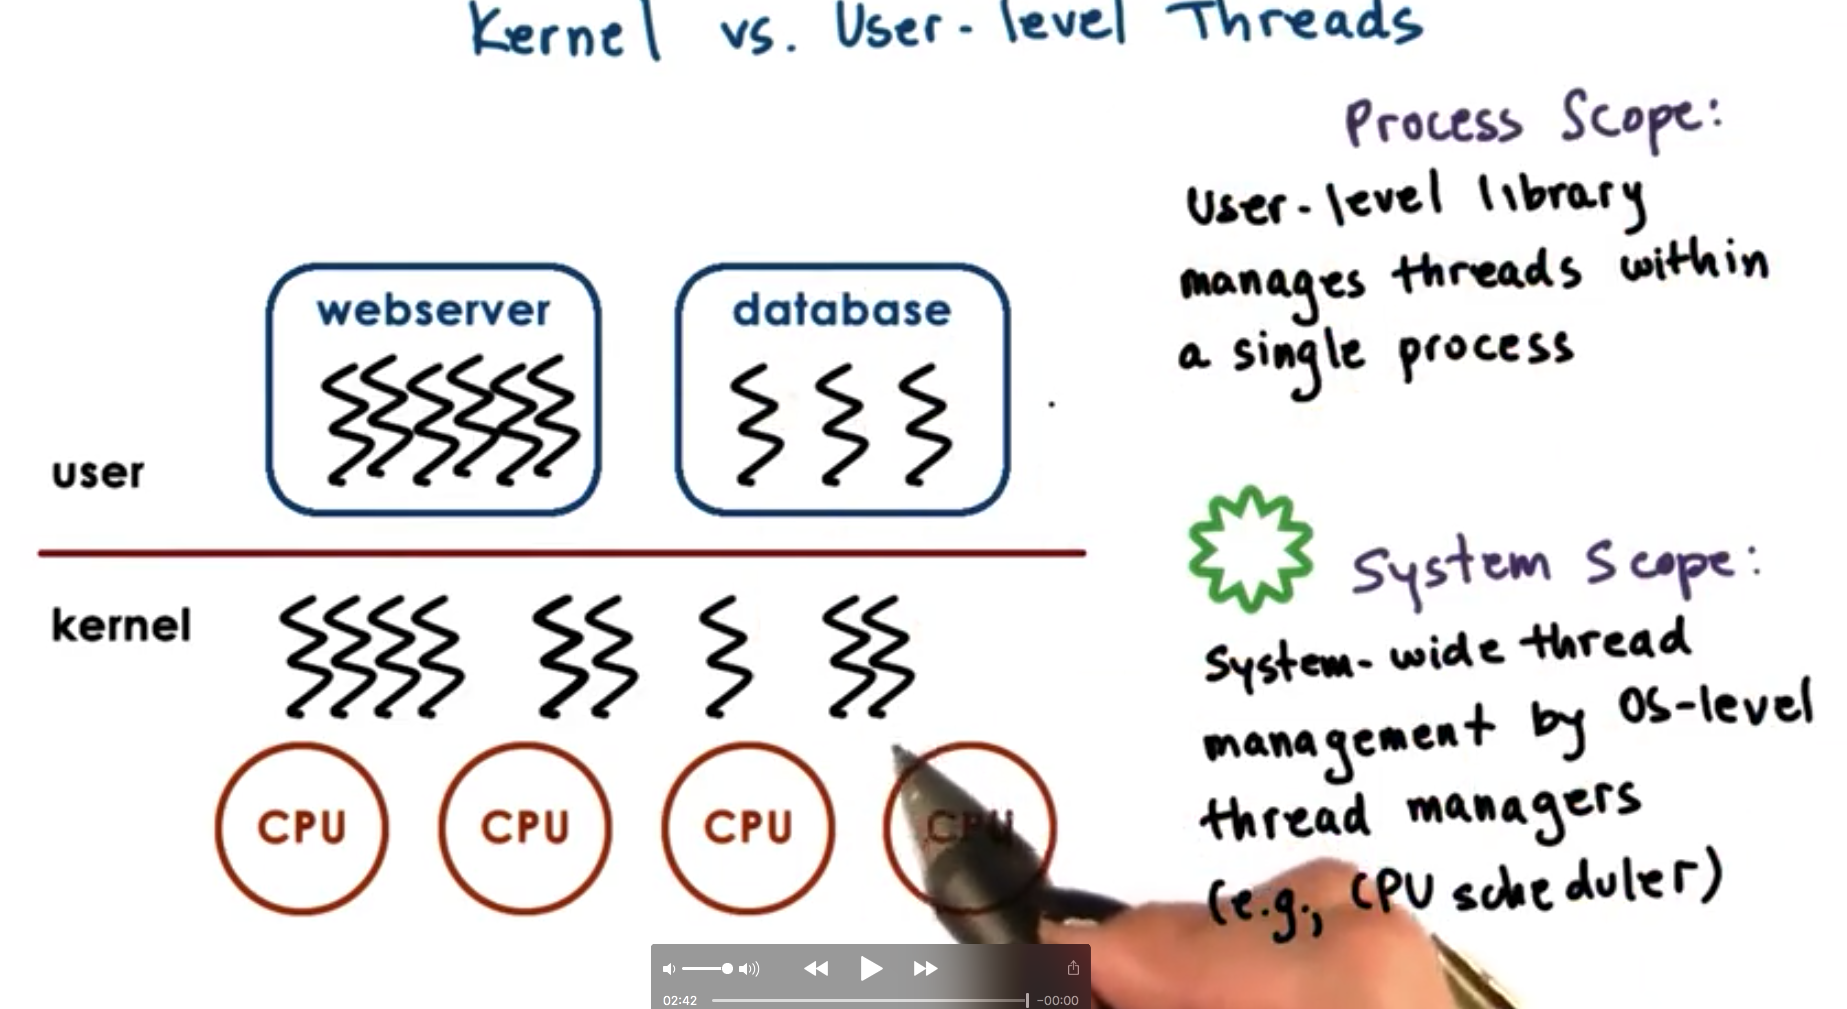 Kernel vs. User-level Threads
Process Scope:
User-level library
manages threads within
a single process
webserver
database
user
kernel
System Scope:
System-wide thread
management by OS-level
thread managers
(e.g., CPU scheduler)
CPU
CPU
CPU
CPU
02:42
-00:00